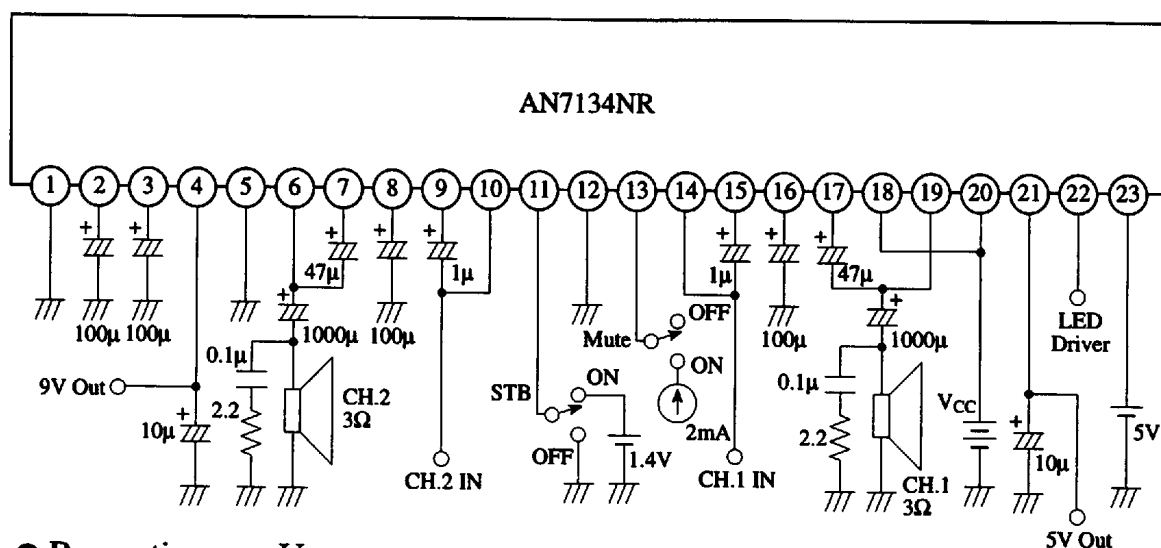 AN7134NR
1 2 3 4 5 6 7 8 9 10 11 12 13 14 15 16 17 18 19 20 21 22 23
+ + + + + + + + + +
47μ 1μ 1μ 47μ
100μ 100μ 1000μ 100μ
Mute OFF
ON
100μ 1000μ
LED
Driver
9V Out
0.1μ
2.2
10μ
CH.2
3Ω
CH.2 IN
STB ON
OFF
1.4V
2mA
CH.1 IN
0.1μ
2.2
CH.1
3Ω
VCC
10μ
5V
5V Out